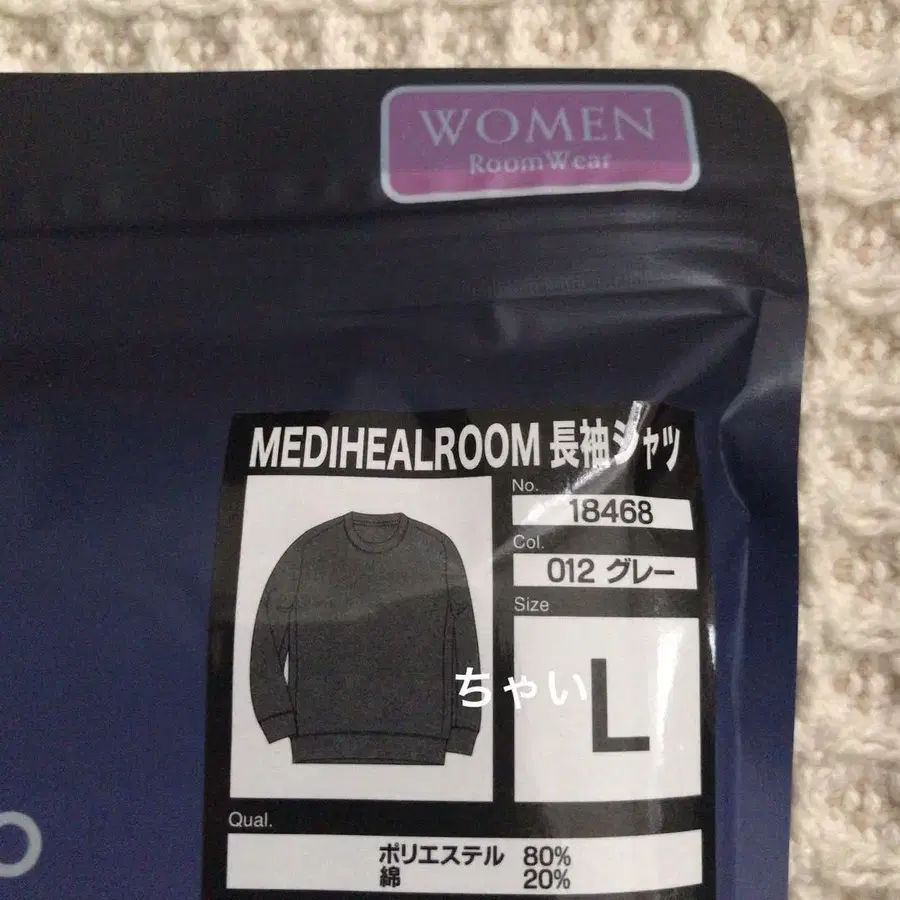 WOMEN
RoomWear
MEDIHEALROOM 長袖シャツ
No.
18468
Col.
012 グレー
Size
L
ちゃい
Qual.
ポリエステル 80%
綿 20%